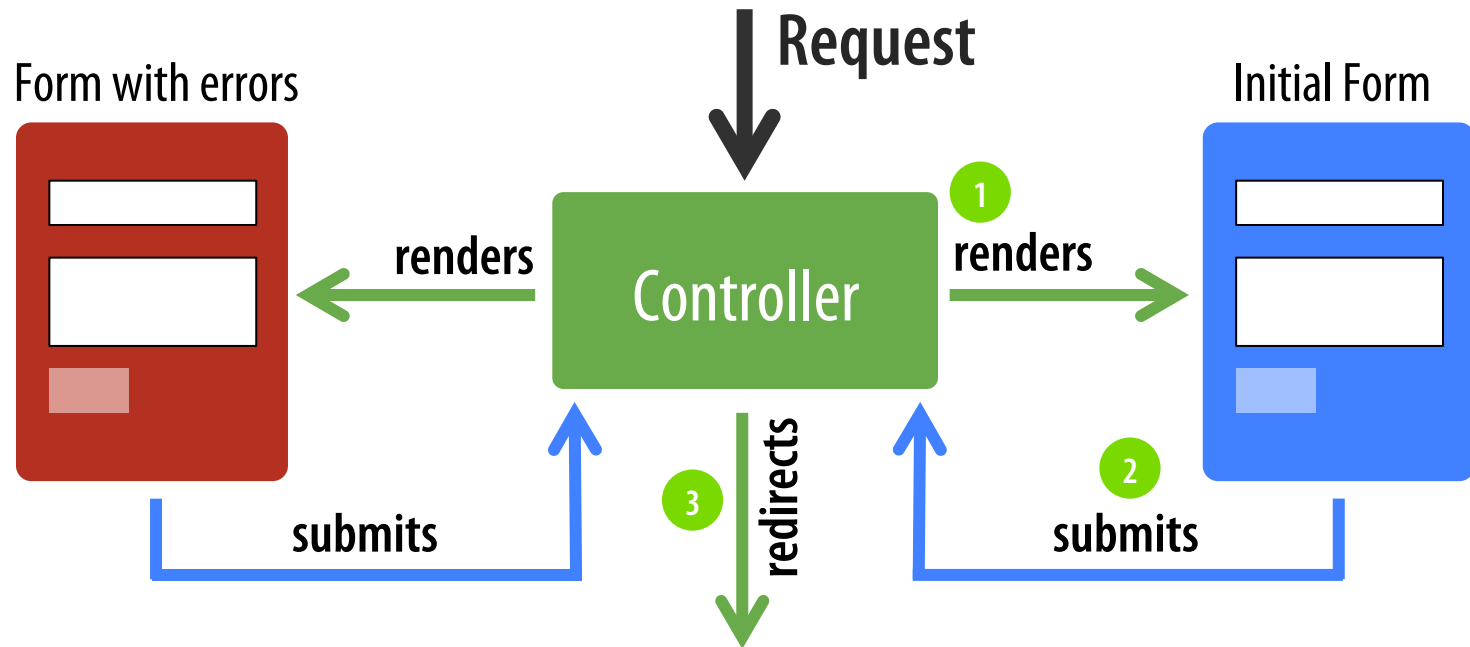 Request
Form with errors
Initial Form
1
renders
renders
Controller
redirects
2
3
submits
submits